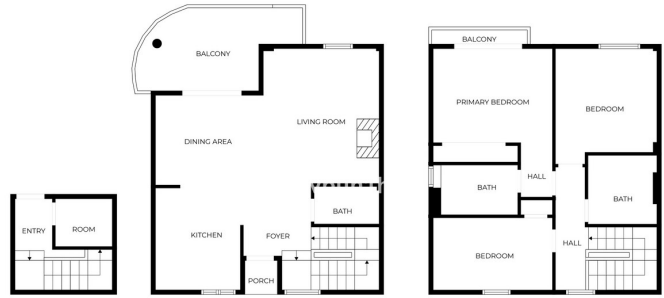 ENTRY
ROOM
BALCONY
LIVING ROOM
DINING AREA
KITCHEN
FOYER
BATH
PORCH
BALCONY
PRIMARY BEDROOM
BEDROOM
HALL
BATH
BATH
HALL
BEDROOM